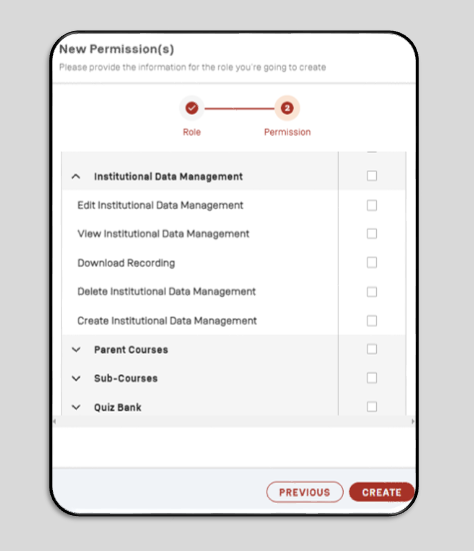 New Permission(s)
Please provide the information for the role you're going to create
2
Role
Permission
Institutional Data Management
Edit Institutional Data Management
View Institutional Data Management
Download Recording
Delete Institutional Data Management
Create Institutional Data Management
Parent Courses
Sub-Courses
Quiz Bank
PREVIOUS
CREATE